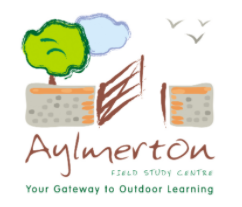 Aylmerton
FIELD STUDY CENTRE
Your Gateway to Outdoor Learning